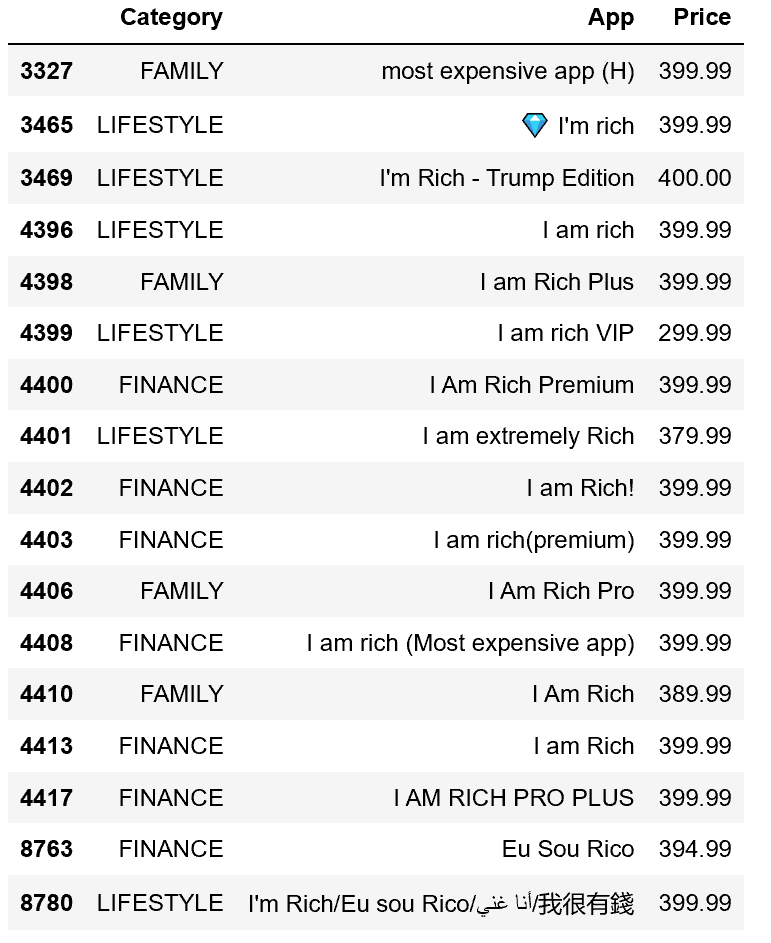 Category App Price
3327 FAMILY most expensive app (H) 399.99
3465 LIFESTYLE 💎 I'm rich 399.99
3469 LIFESTYLE I'm Rich - Trump Edition 400.00
4396 LIFESTYLE I am rich 399.99
4398 FAMILY I am Rich Plus 399.99
4399 LIFESTYLE I am rich VIP 299.99
4400 FINANCE I Am Rich Premium 399.99
4401 LIFESTYLE I am extremely Rich 379.99
4402 FINANCE I am Rich! 399.99
4403 FINANCE I am rich(premium) 399.99
4406 FAMILY I Am Rich Pro 399.99
4408 FINANCE I am rich (Most expensive app) 399.99
4410 FAMILY I Am Rich 389.99
4413 FINANCE I am Rich 399.99
4417 FINANCE I AM RICH PRO PLUS 399.99
8763 FINANCE Eu Sou Rico 394.99
8780 LIFESTYLE I'm Rich/Eu sou Rico/أنا غني/我很有錢 399.99